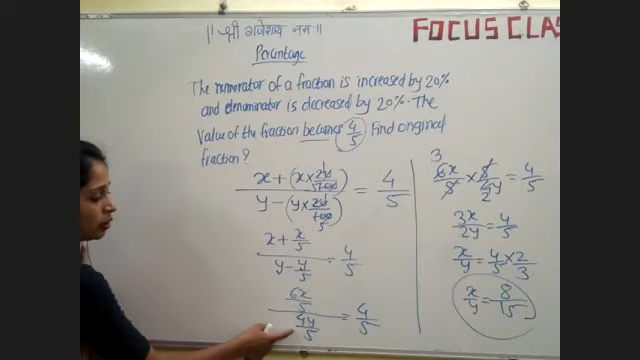 || श्री गणेशाय नमः ||
FOCUS CLAS
Percentage
The numerator of a fraction is increased by 20%
and denuminator is decreased by 20%. The
Value of the fraction becomes 4/5 Find original
fraction?
x + (x × 20/100) / y - (y × 20/100) = 4/5
x + x/5 / y - y/5 = 4/5
6x/5 / 4y/5 = 4/5
6x/5 × 5/4y = 4/5
3x/2y = 4/5
x/y = 4/5 × 2/3
x/y = 8/15